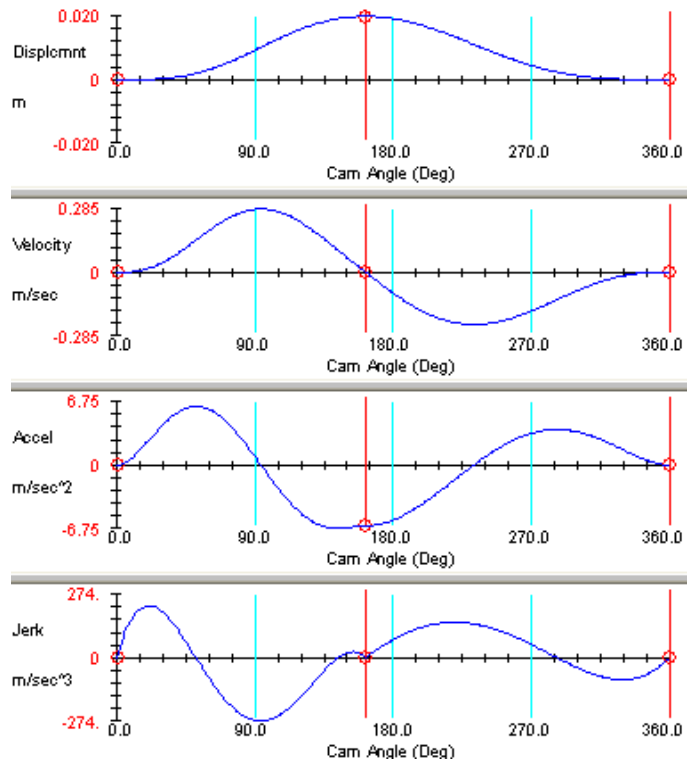 0.020
Displcmnt
0
m
-0.020
0.0 90.0 180.0 270.0 360.0
Cam Angle (Deg)
0.285
Velocity
0
m/sec
-0.285
0.0 90.0 180.0 270.0 360.0
Cam Angle (Deg)
6.75
Accel
0
m/sec^2
-6.75
0.0 90.0 180.0 270.0 360.0
Cam Angle (Deg)
274.
Jerk
0
m/sec^3
-274.
0.0 90.0 180.0 270.0 360.0
Cam Angle (Deg)